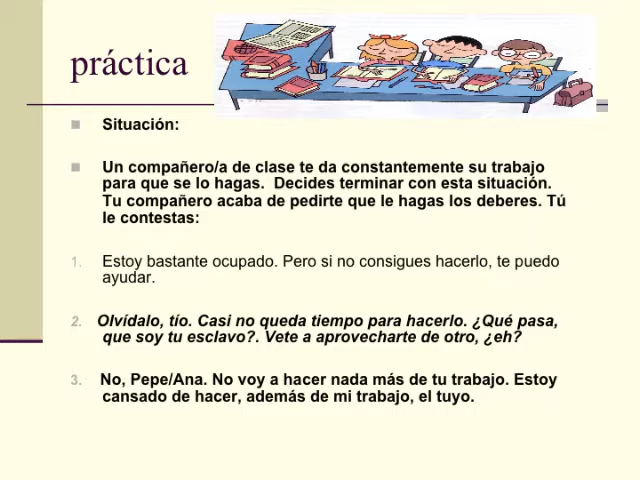 práctica
Situación:
Un compañero/a de clase te da constantemente su trabajo
para que se lo hagas. Decides terminar con esta situación.
Tu compañero acaba de pedirte que le hagas los deberes. Tú
le contestas:
1. Estoy bastante ocupado. Pero si no consigues hacerlo, te puedo
ayudar.
2. Olvídalo, tío. Casi no queda tiempo para hacerlo. ¿Qué pasa,
que soy tu esclavo?. Vete a aprovecharte de otro, ¿eh?
3. No, Pepe/Ana. No voy a hacer nada más de tu trabajo. Estoy
cansado de hacer, además de mi trabajo, el tuyo.